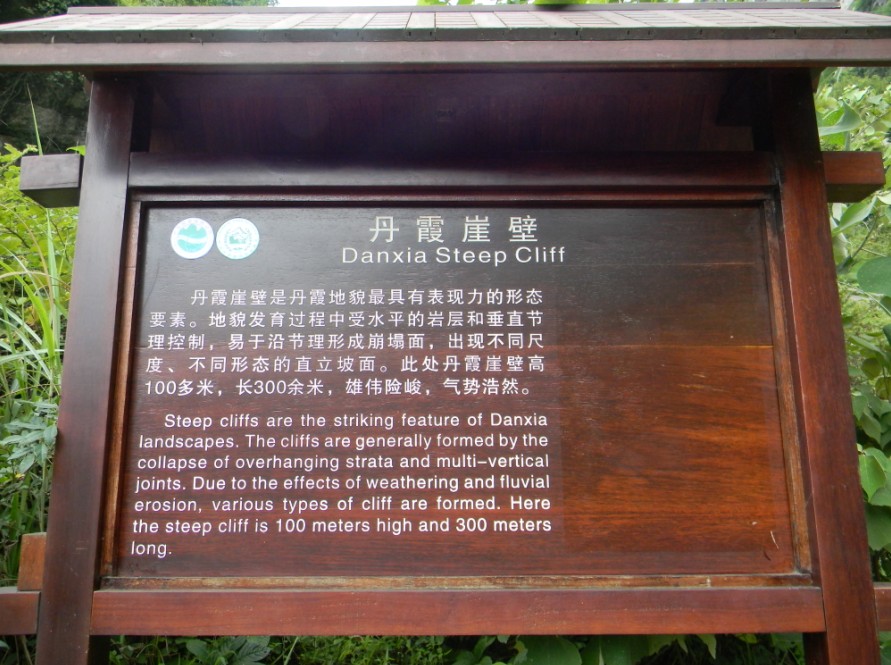 丹霞崖壁
Danxia Steep Cliff
丹霞崖壁是丹霞地貌最具有表现力的形态
要素。地貌发育过程中受水平的岩层和垂直节
理控制，易于沿节理形成崩塌面，出现不同尺
度、不同形态的直立坡面。此处丹霞崖壁高
100多米，长300余米，雄伟险峻，气势浩然。
Steep cliffs are the striking feature of Danxia
landscapes. The cliffs are generally formed by the
collapse of overhanging strata and multi-vertical
joints. Due to the effects of weathering and fluvial
erosion, various types of cliff are formed. Here
the steep cliff is 100 meters high and 300 meters
long.